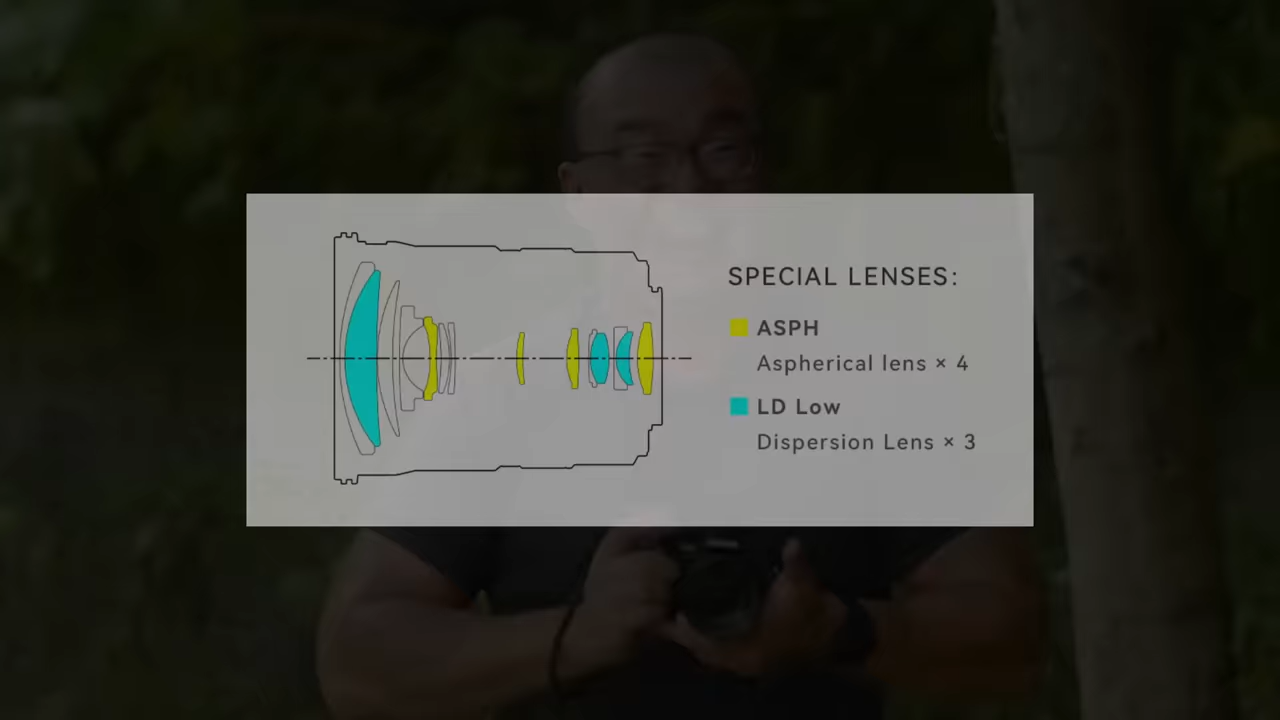 SPECIAL LENSES:
ASPH
Aspherical lens × 4
LD Low
Dispersion Lens × 3